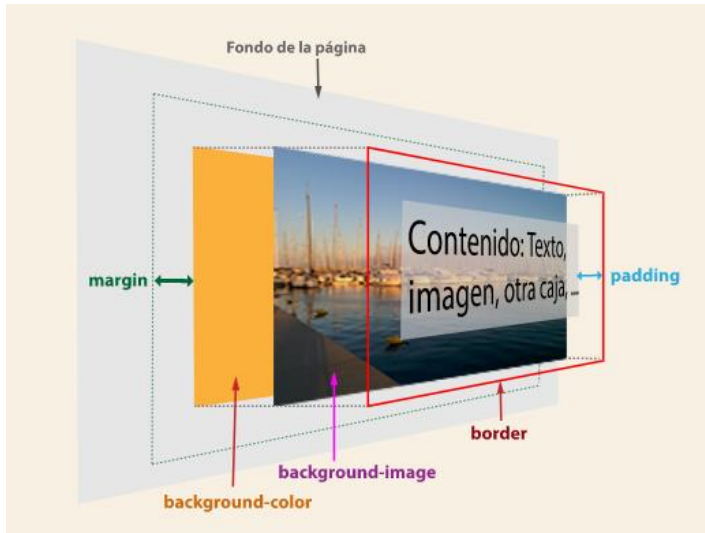 Fondo de la página
Contenido: Texto,
imagen, otra caja, ...
margin
padding
border
background-image
background-color